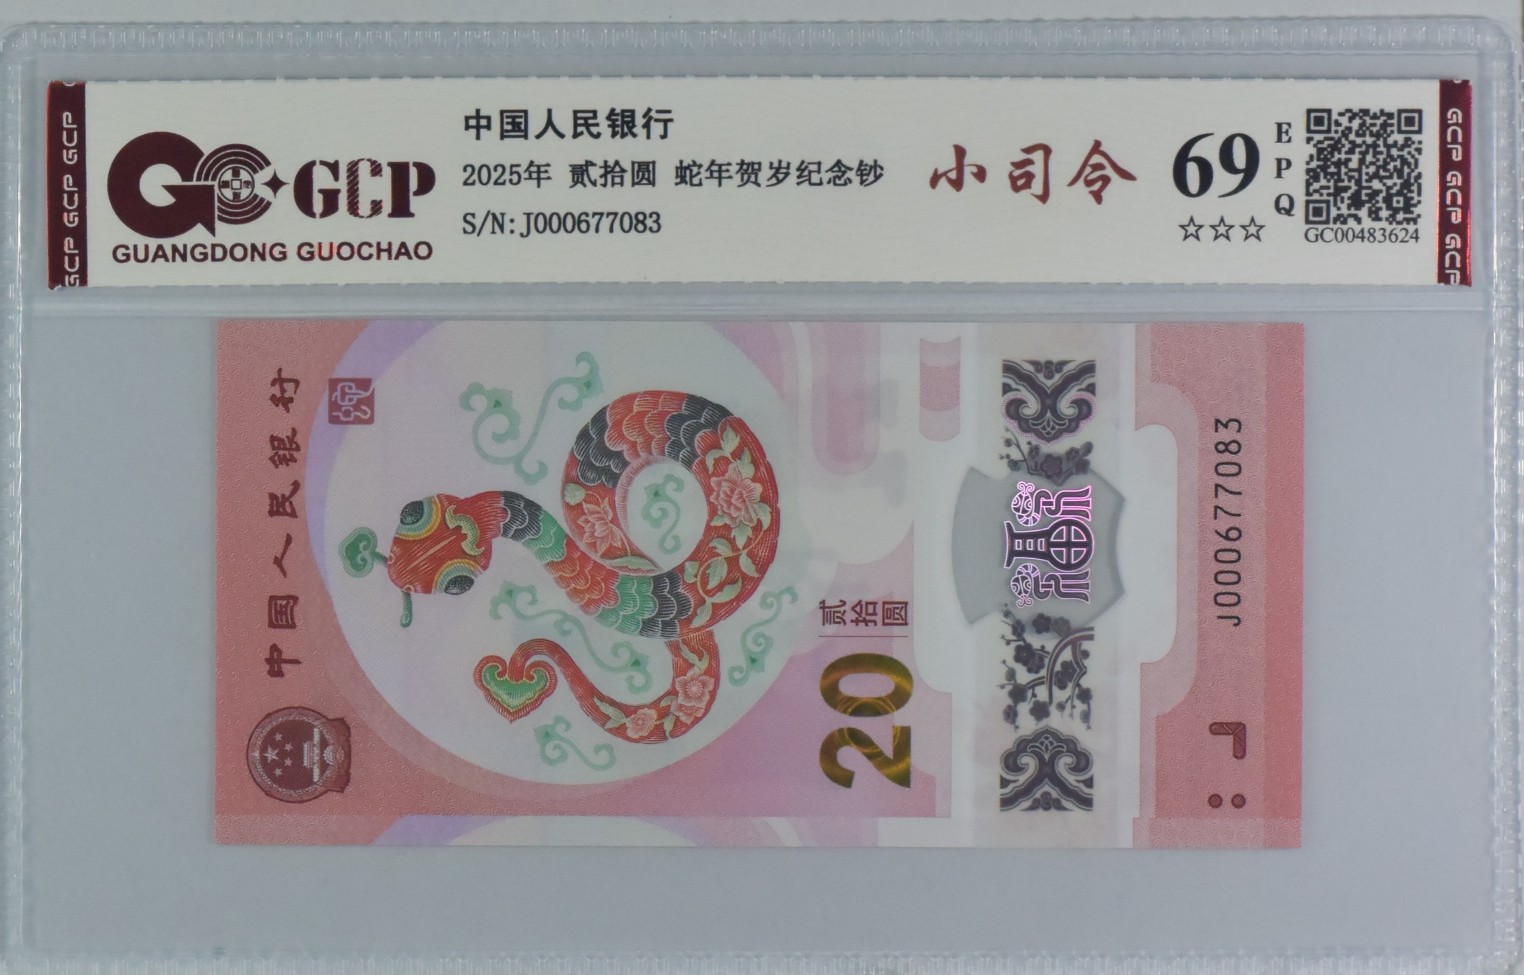 中国人民银行
2025年 贰拾圆 蛇年贺岁纪念钞
S/N:J000677083
GCP
GUANGDONG GUOCHAO
小司令
69
EPQ
☆☆☆
GC00483624
GCP GCP GCP
GCP GCP GCP
中国人民银行
贰拾圆
20
J000677083